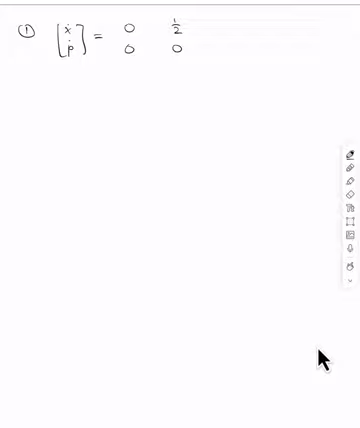 ① [ẋ ṗ] = 0 1/2
0 0